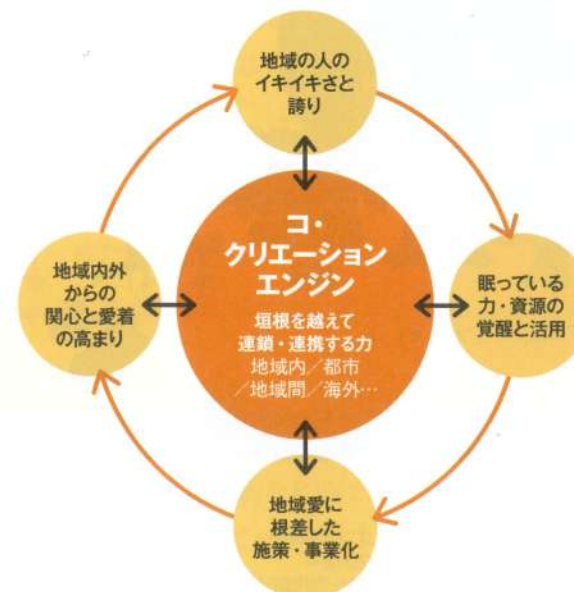 地域の人の
イキイキさと
誇り
コ・
クリエーション
エンジン
垣根を越えて
連鎖・連携する力
地域内／都市
／地域間／海外…
眠っている
力・資源の
覚醒と活用
地域愛に
根差した
施策・事業化
地域内外
からの
関心と愛着
の高まり